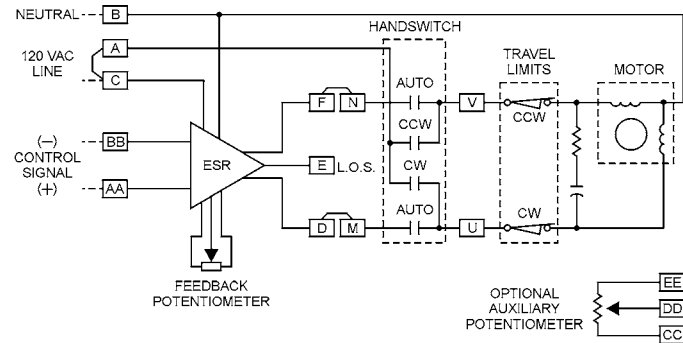 NEUTRAL
B
HANDSWITCH
A
120 VAC
LINE
C
TRAVEL
LIMITS
MOTOR
AUTO
F
N
V
CCW
CCW
(−)
CONTROL
SIGNAL
(+)
BB
AA
ESR
E
L.O.S.
CW
AUTO
D
M
U
CW
FEEDBACK
POTENTIOMETER
OPTIONAL
AUXILIARY
POTENTIOMETER
EE
DD
CC